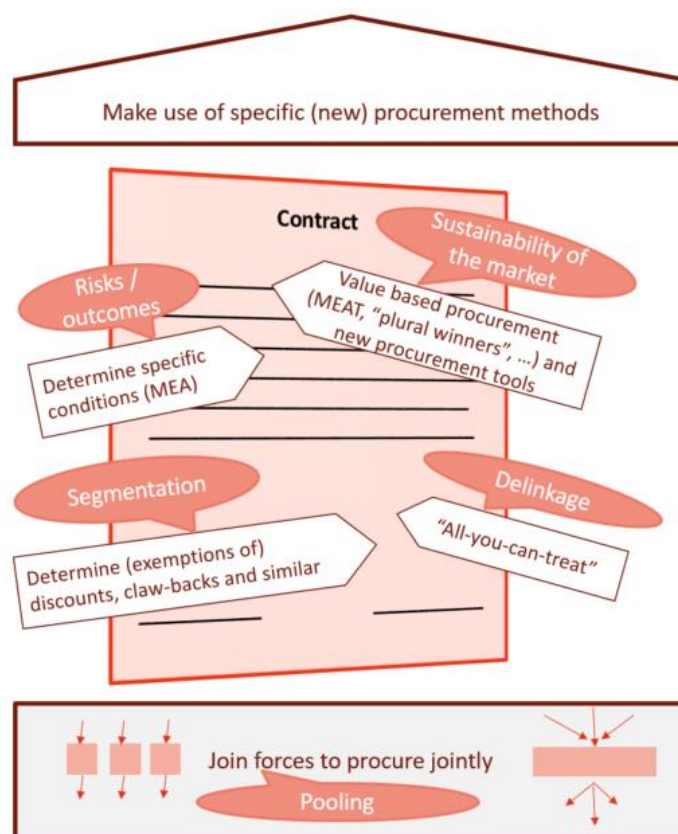 Make use of specific (new) procurement methods
Contract
Sustainability of
the market
Risks /
outcomes
Value based procurement
(MEAT, “plural winners”, …) and
new procurement tools
Determine specific
conditions (MEA)
Segmentation
Delinkage
“All-you-can-treat”
Determine (exemptions of)
discounts, claw-backs and similar
Join forces to procure jointly
Pooling